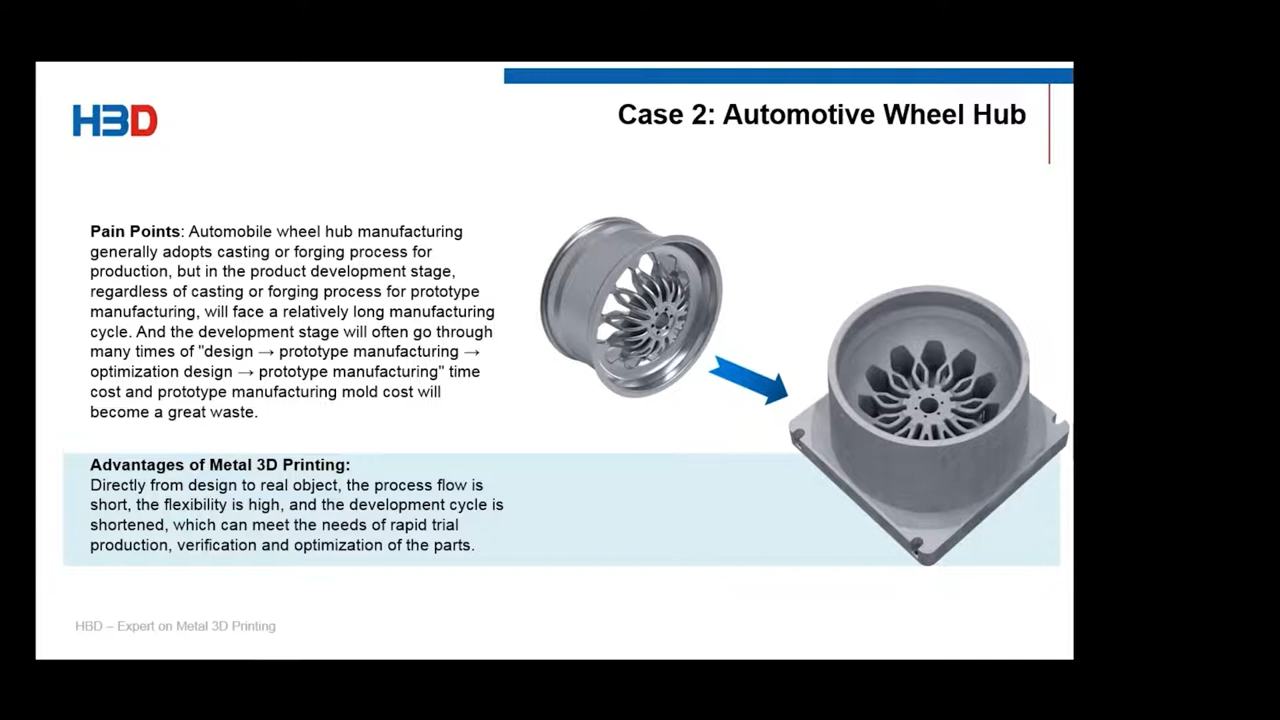 HBD
Case 2: Automotive Wheel Hub
Pain Points: Automobile wheel hub manufacturing
generally adopts casting or forging process for
production, but in the product development stage,
regardless of casting or forging process for prototype
manufacturing, will face a relatively long manufacturing
cycle. And the development stage will often go through
many times of "design → prototype manufacturing →
optimization design → prototype manufacturing" time
cost and prototype manufacturing mold cost will
become a great waste.
Advantages of Metal 3D Printing:
Directly from design to real object, the process flow is
short, the flexibility is high, and the development cycle is
shortened, which can meet the needs of rapid trial
production, verification and optimization of the parts.
HBD – Expert on Metal 3D Printing